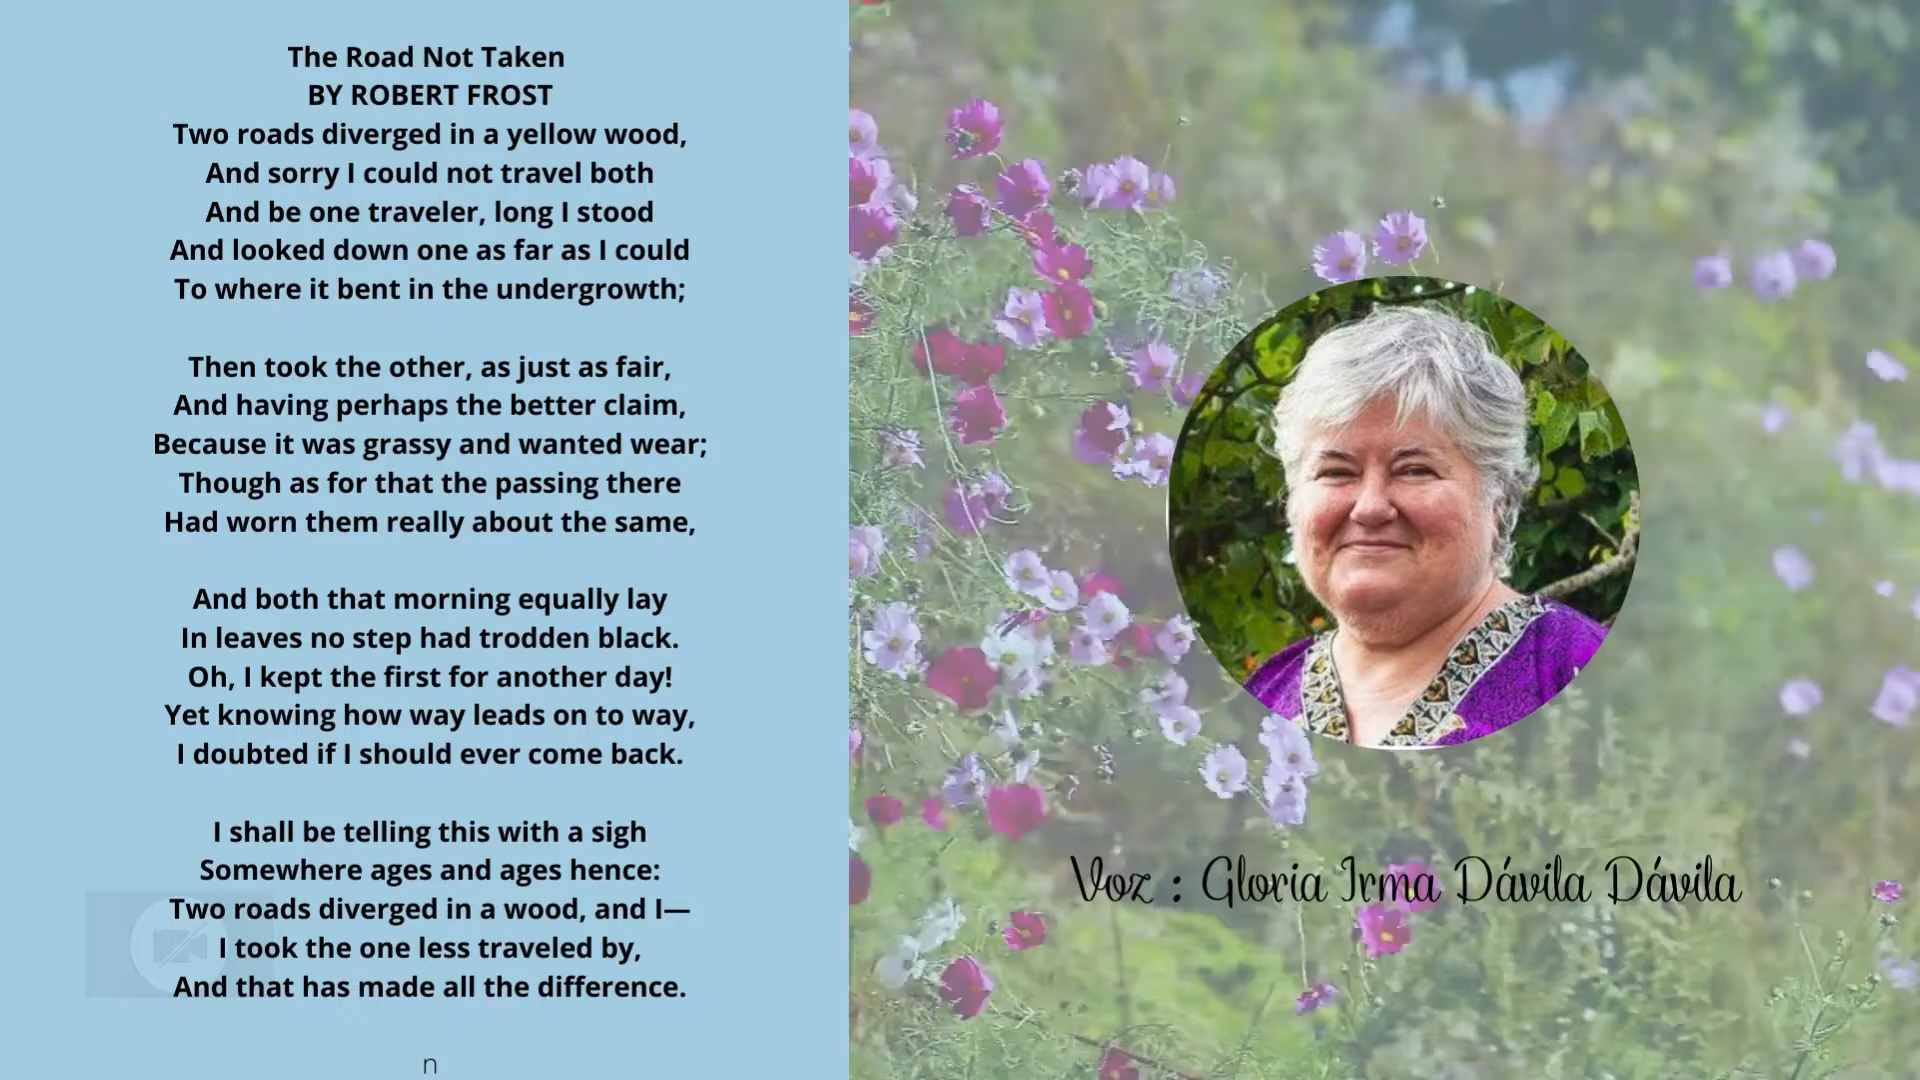 The Road Not Taken
BY ROBERT FROST
Two roads diverged in a yellow wood,
And sorry I could not travel both
And be one traveler, long I stood
And looked down one as far as I could
To where it bent in the undergrowth;
Then took the other, as just as fair,
And having perhaps the better claim,
Because it was grassy and wanted wear;
Though as for that the passing there
Had worn them really about the same,
And both that morning equally lay
In leaves no step had trodden black.
Oh, I kept the first for another day!
Yet knowing how way leads on to way,
I doubted if I should ever come back.
I shall be telling this with a sigh
Somewhere ages and ages hence:
Two roads diverged in a wood, and I—
I took the one less traveled by,
And that has made all the difference.
n
Voz : Gloria Irma Dávila Dávila